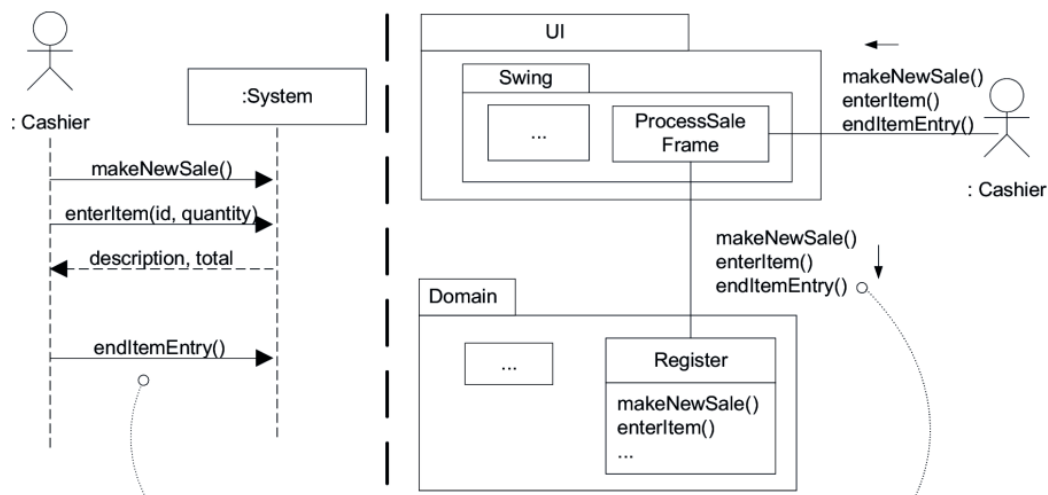 : Cashier
:System
makeNewSale()
enterItem(id, quantity)
description, total
endItemEntry()
UI
Swing
...
ProcessSale
Frame
makeNewSale()
enterItem()
endItemEntry()
: Cashier
makeNewSale()
enterItem()
endItemEntry()
Domain
...
Register
makeNewSale()
enterItem()
...